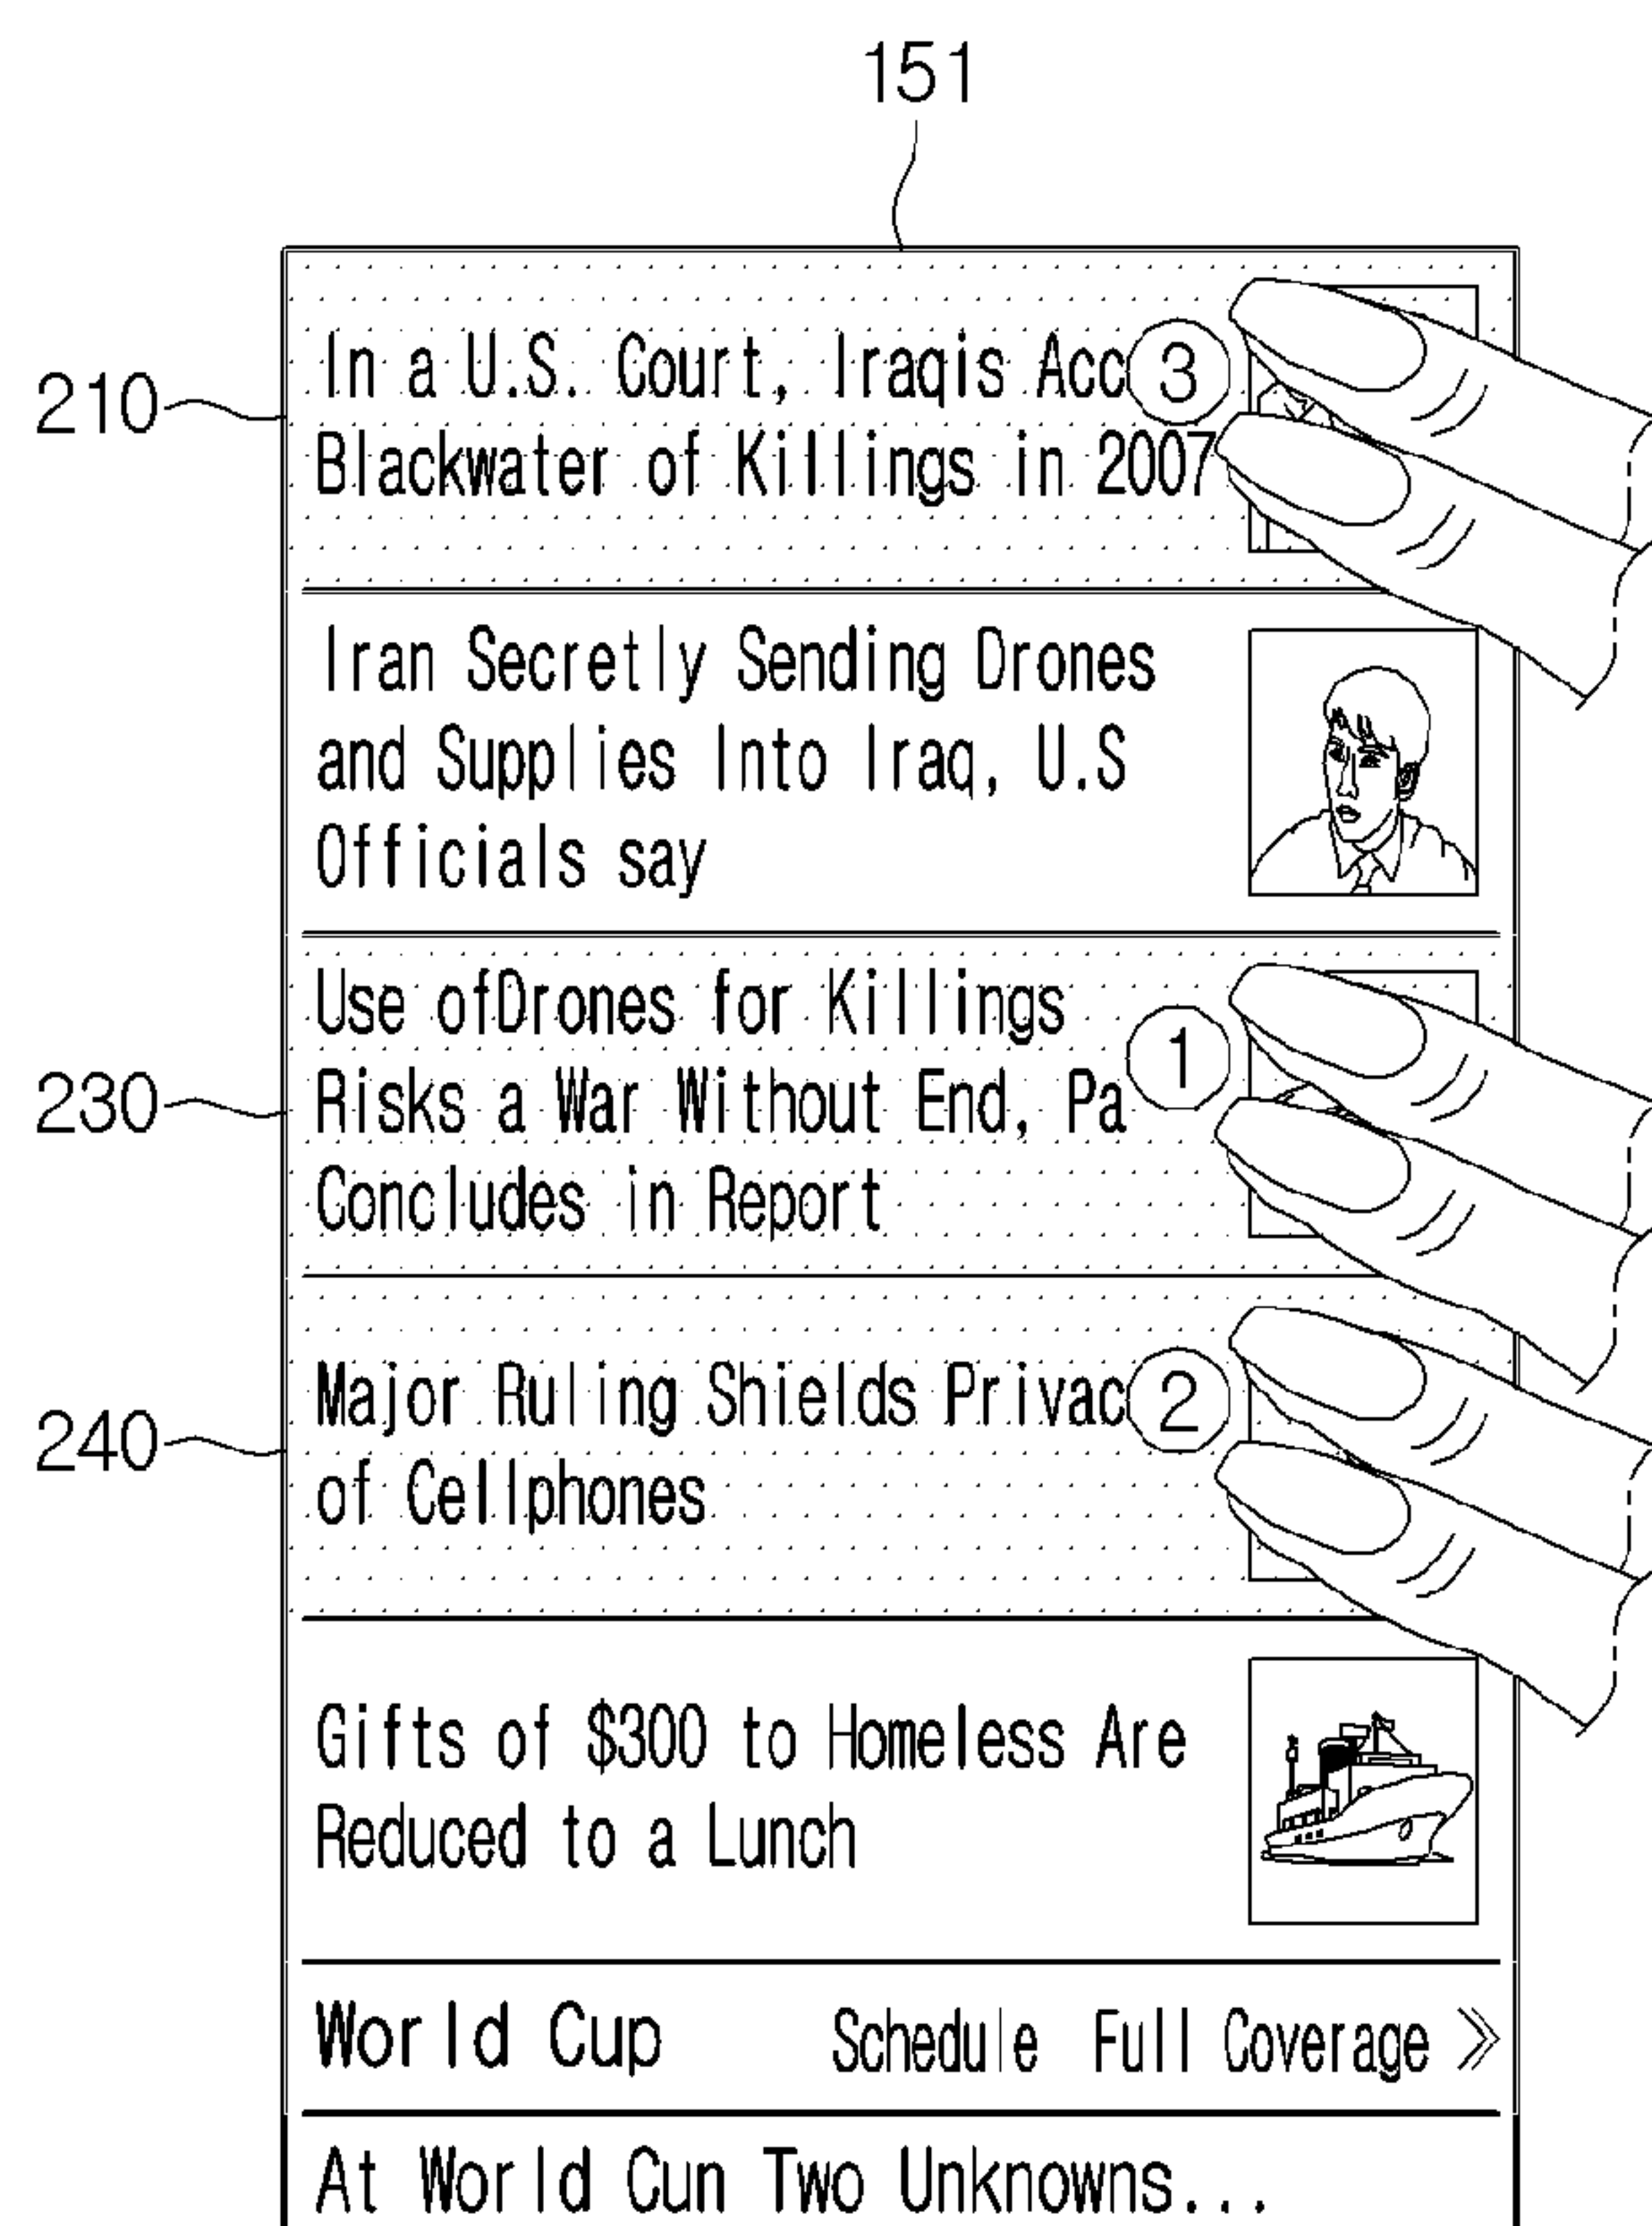 151
210
In a U.S. Court, Iraqis Acc ③
Blackwater of Killings in 2007
Iran Secretly Sending Drones
and Supplies Into Iraq, U.S
Officials say
Use ofDrones for Killings
①
230
Risks a War Without End, Pa
Concludes in Report
240
Major Ruling Shields Privac ②
of Cellphones
Gifts of $300 to Homeless Are
Reduced to a Lunch
World Cup Schedule Full Coverage »
At World Cun Two Unknowns...